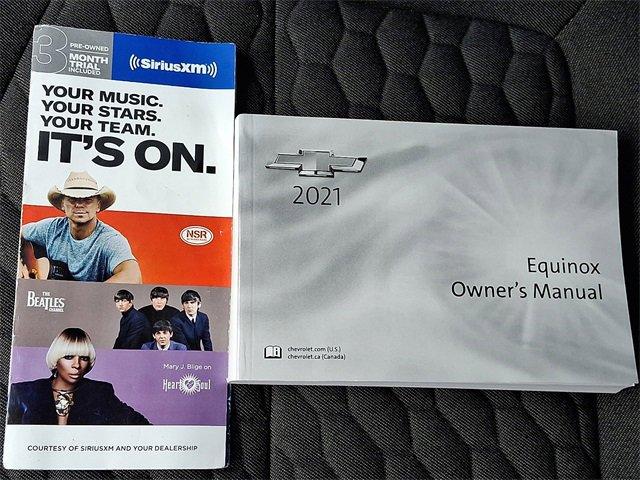 3 PRE-OWNED
MONTH
TRIAL
INCLUDED
SiriusXM
YOUR MUSIC.
YOUR STARS.
YOUR TEAM.
IT'S ON.
NSR
THE
BEATLES
CHANNEL
Mary J. Blige on
Heart & Soul
COURTESY OF SIRIUSXM AND YOUR DEALERSHIP
2021
Equinox
Owner's Manual
chevrolet.com (U.S.)
chevrolet.ca (Canada)